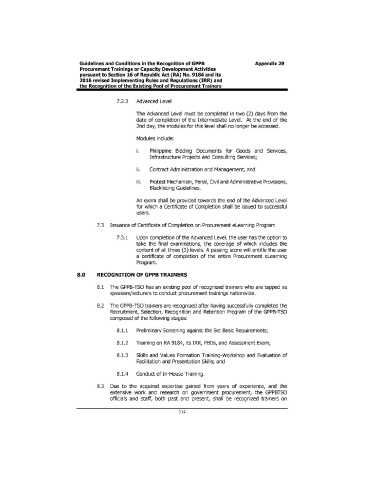 Guidelines and Conditions in the Recognition of GPPB Appendix 29
Procurement Trainings or Capacity Development Activities
pursuant to Section 16 of Republic Act (RA) No. 9184 and its
2016 revised Implementing Rules and Regulations (IRR) and
the Recognition of the Existing Pool of Procurement Trainers
7.2.3 Advanced Level
The Advanced Level must be completed in two (2) days from the
date of completion of the Intermediate Level. At the end of the
2nd day, the modules for this level shall no longer be accessed.
Modules include:
i. Philippine Bidding Documents for Goods and Services,
Infrastructure Projects and Consulting Services;
ii. Contract Administration and Management; and
iii. Protest Mechanism, Penal, Civil and Administrative Provisions,
Blacklisting Guidelines.
An exam shall be provided towards the end of the Advanced Level
for which a Certificate of Completion shall be issued to successful
users.
7.3 Issuance of Certificate of Completion on Procurement eLearning Program
7.3.1 Upon completion of the Advanced Level, the user has the option to
take the final examinations, the coverage of which includes the
content of all three (3) levels. A passing score will entitle the user
a certificate of completion of the entire Procurement eLearning
Program.
8.0 RECOGNITION OF GPPB TRAINERS
8.1 The GPPB-TSO has an existing pool of recognized trainers who are tapped as
speakers/lecturers to conduct procurement trainings nationwide.
8.2 The GPPB-TSO trainers are recognized after having successfully completed the
Recruitment, Selection, Recognition and Retention Program of the GPPB-TSO
composed of the following stages:
8.1.1 Preliminary Screening against the Set Basic Requirements;
8.1.2 Training on RA 9184, its IRR, PBDs, and Assessment Exam;
8.1.3 Skills and Values Formation Training-Workshop and Evaluation of
Facilitation and Presentation Skills; and
8.1.4 Conduct of In-House Training.
8.3 Due to the acquired expertise gained from years of experience, and the
extensive work and research on government procurement, the GPPBTSO
officials and staff, both past and present, shall be recognized trainers on
314